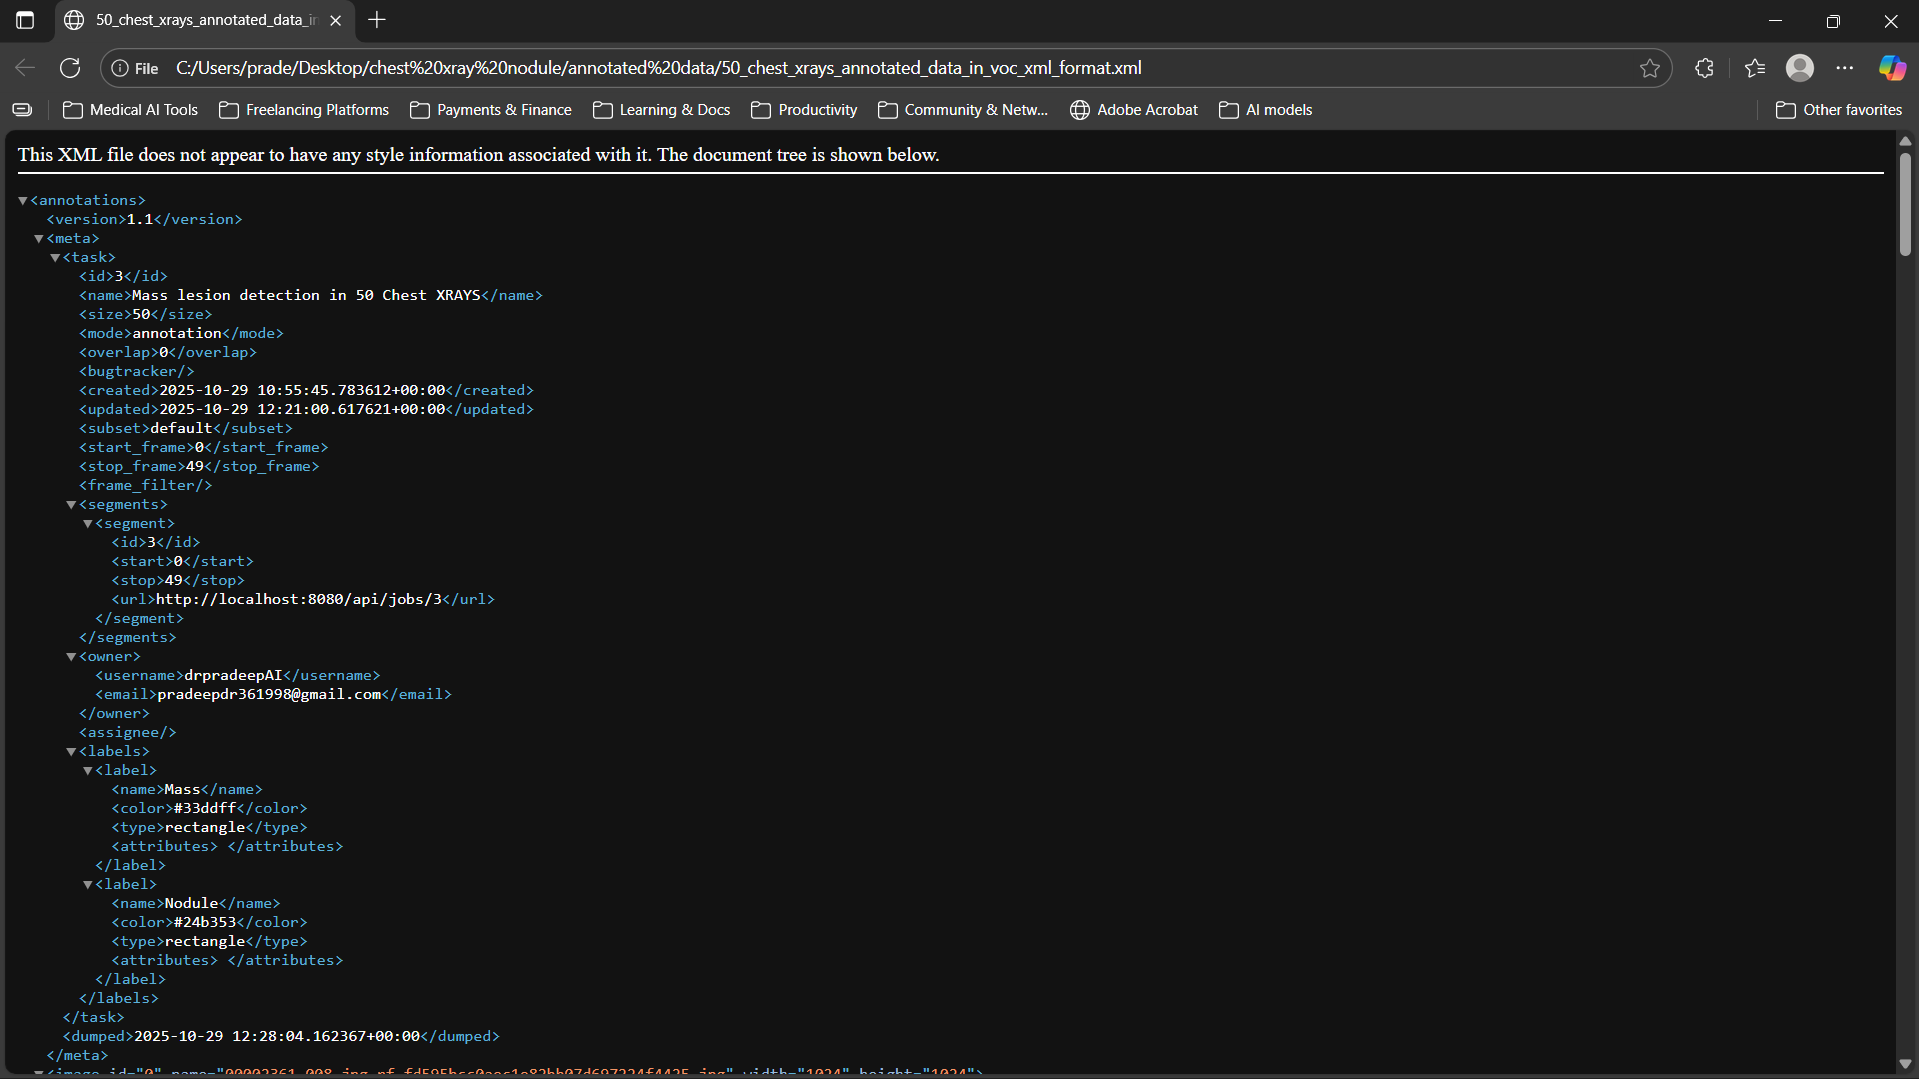 50_chest_xrays_annotated_data_in
File C:/Users/prade/Desktop/chest%20xray%20nodule/annotated%20data/50_chest_xrays_annotated_data_in_voc_xml_format.xml
Medical AI Tools Freelancing Platforms Payments & Finance Learning & Docs Productivity Community & Netw... Adobe Acrobat AI models Other favorites
This XML file does not appear to have any style information associated with it. The document tree is shown below.
<annotations>
<version>1.1</version>
<meta>
<task>
<id>3</id>
<name>Mass lesion detection in 50 Chest XRAYS</name>
<size>50</size>
<mode>annotation</mode>
<overlap>0</overlap>
<bugtracker/>
<created>2025-10-29 10:55:45.783612+00:00</created>
<updated>2025-10-29 12:21:00.617621+00:00</updated>
<subset>default</subset>
<start_frame>0</start_frame>
<stop_frame>49</stop_frame>
<frame_filter/>
<segments>
<segment>
<id>3</id>
<start>0</start>
<stop>49</stop>
<url>http://localhost:8080/api/jobs/3</url>
</segment>
</segments>
<owner>
<username>drpradeepAI</username>
<email>pradeepdr361998@gmail.com</email>
</owner>
<assignee/>
<labels>
<label>
<name>Mass</name>
<color>#33ddff</color>
<type>rectangle</type>
<attributes> </attributes>
</label>
<label>
<name>Nodule</name>
<color>#24b353</color>
<type>rectangle</type>
<attributes> </attributes>
</label>
</labels>
</task>
<dumped>2025-10-29 12:28:04.162367+00:00</dumped>
</meta>
<image id="0" width="1024" height="1024">